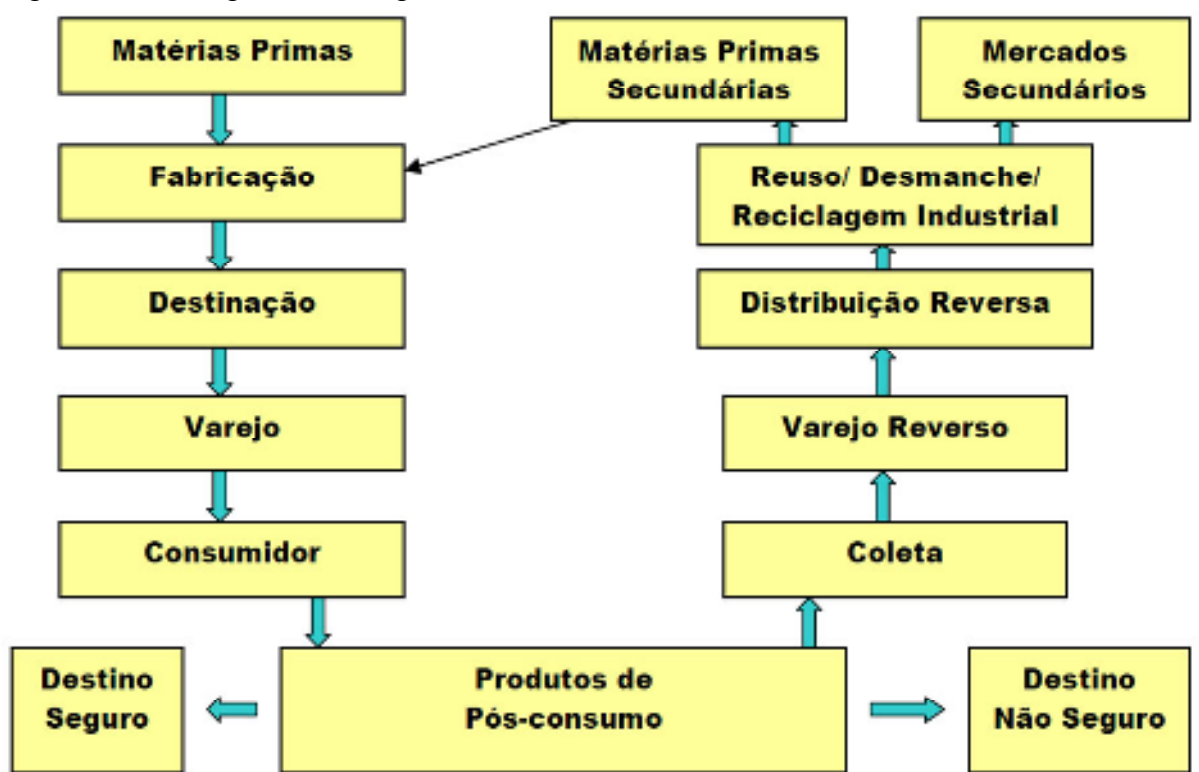 Matérias Primas
Matérias Primas
Secundárias
Mercados
Secundários
Fabricação
Reuso/ Desmanche/
Reciclagem Industrial
Destinação
Distribuição Reversa
Varejo
Varejo Reverso
Consumidor
Coleta
Destino
Seguro
Produtos de
Pós-consumo
Destino
Não Seguro